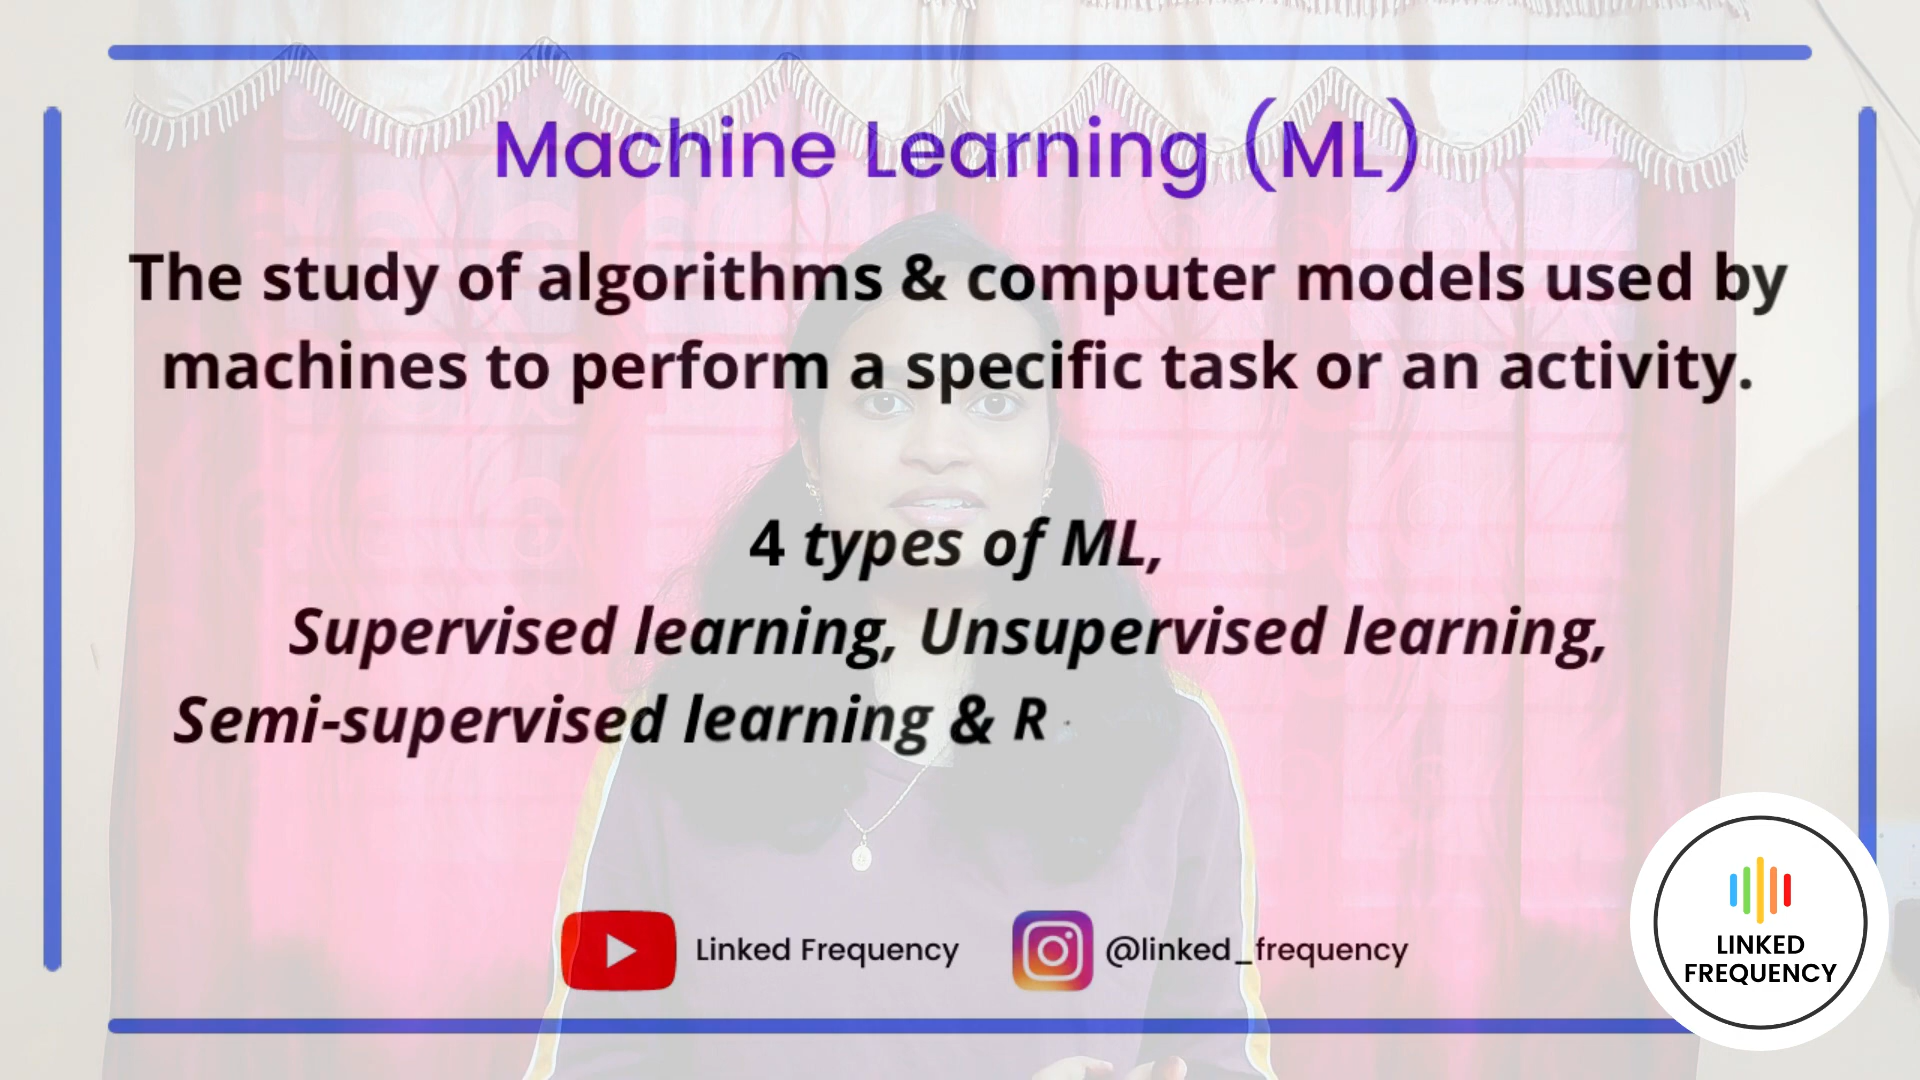 Machine Learning (ML)
The study of algorithms & computer models used by
machines to perform a specific task or an activity.
4 types of ML,
Supervised learning, Unsupervised learning,
Semi-supervised learning & R
Linked Frequency
@linked_frequency
LINKED
FREQUENCY